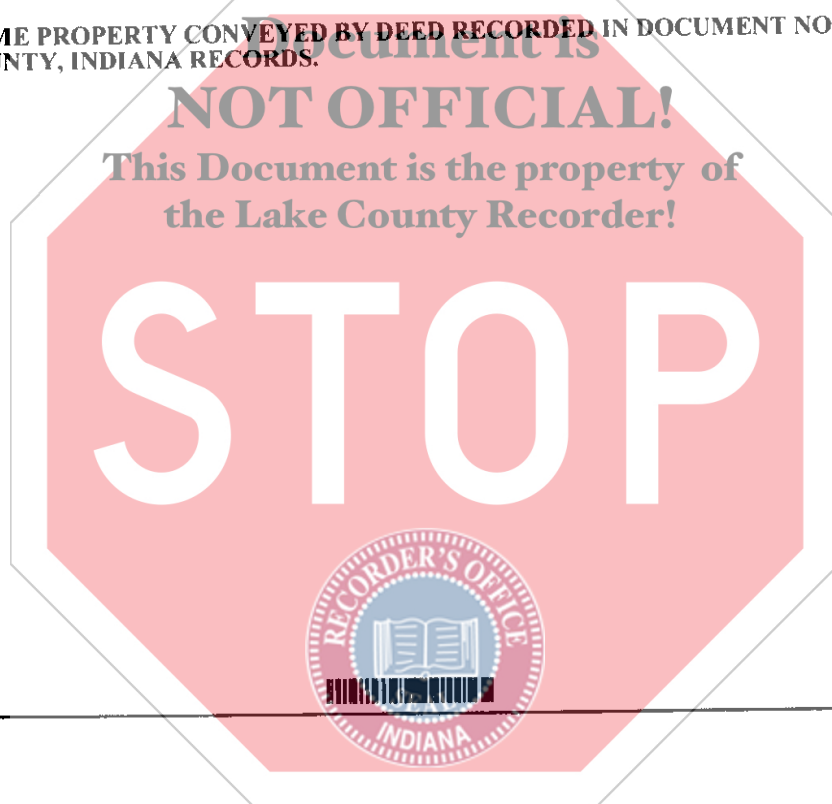 ME PROPERTY CONVEYED BY DEED RECORDED IN DOCUMENT NO
NTY, INDIANA RECORDS.
Document is
NOT OFFICIAL!
This Document is the property of
the Lake County Recorder!
STOP
RECORDER'S OFFICE
SEAL
INDIANA